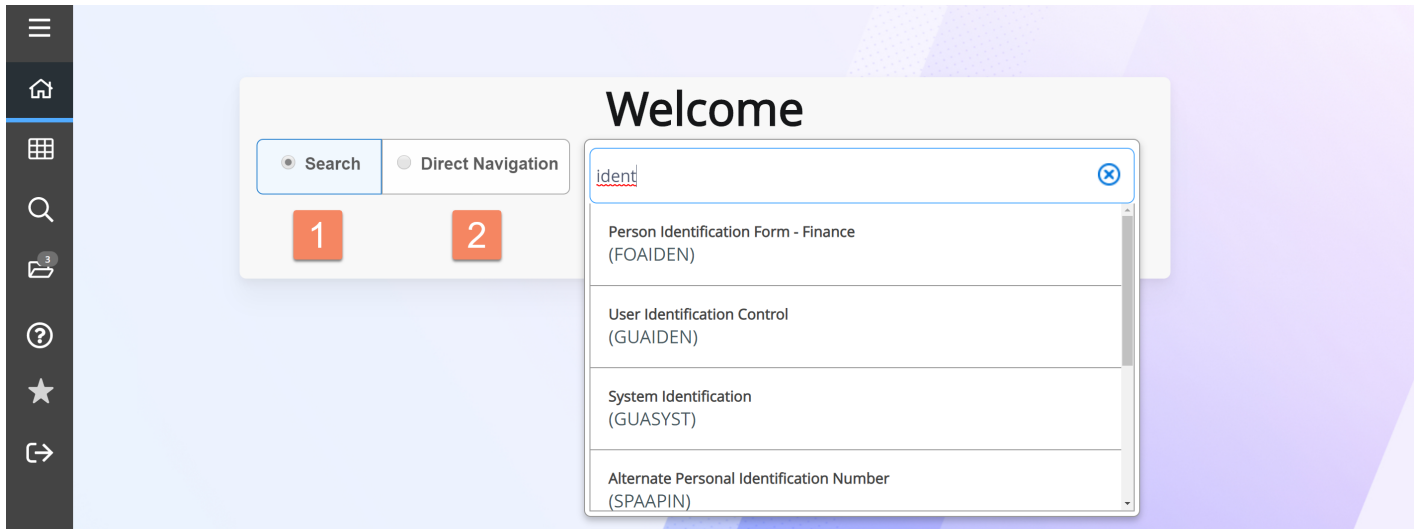 Welcome
Search
Direct Navigation
1
2
ident
Person Identification Form - Finance
(FOAIDEN)
User Identification Control
(GUAIDEN)
System Identification
(GUASYST)
Alternate Personal Identification Number
(SPAAPIN)
3
?